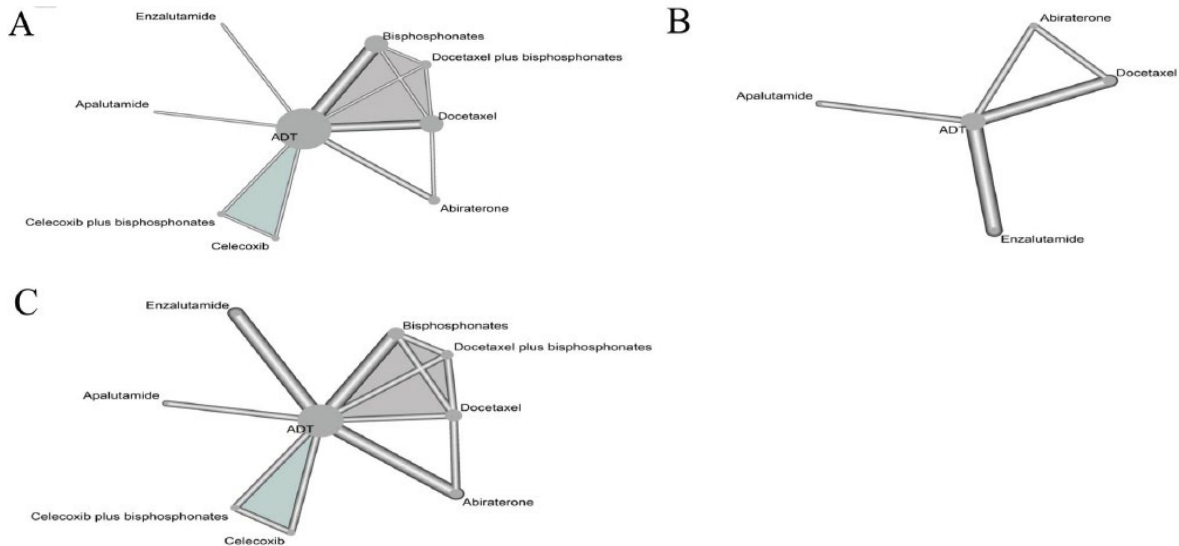 A
Enzalutamide
Bisphosphonates
Docetaxel plus bisphosphonates
Apalutamide
Docetaxel
ADT
Abiraterone
Celecoxib plus bisphosphonates
Celecoxib
B
Abiraterone
Docetaxel
Apalutamide
ADT
Enzalutamide
C
Enzalutamide
Bisphosphonates
Docetaxel plus bisphosphonates
Apalutamide
Docetaxel
ADT
Abiraterone
Celecoxib plus bisphosphonates
Celecoxib